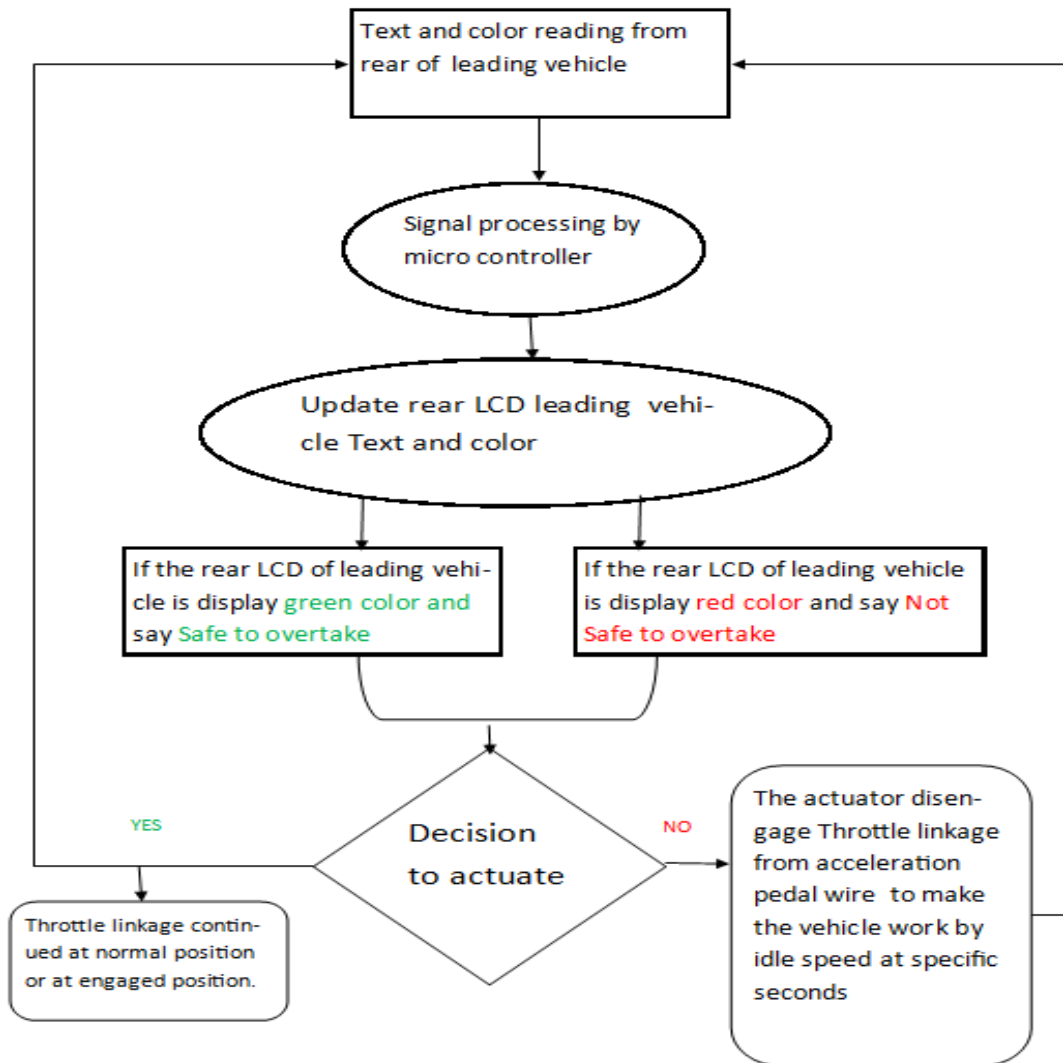 Text and color reading from
rear of leading vehicle
Signal processing by
micro controller
Update rear LCD leading vehi-
cle Text and color
If the rear LCD of leading vehi-
cle is display green color and
say Safe to overtake
If the rear LCD of leading vehicle
is display red color and say Not
Safe to overtake
YES
Decision
to actuate
NO
Throttle linkage contin-
ued at normal position
or at engaged position.
The actuator disen-
gage Throttle linkage
from acceleration
pedal wire to make
the vehicle work by
idle speed at specific
seconds